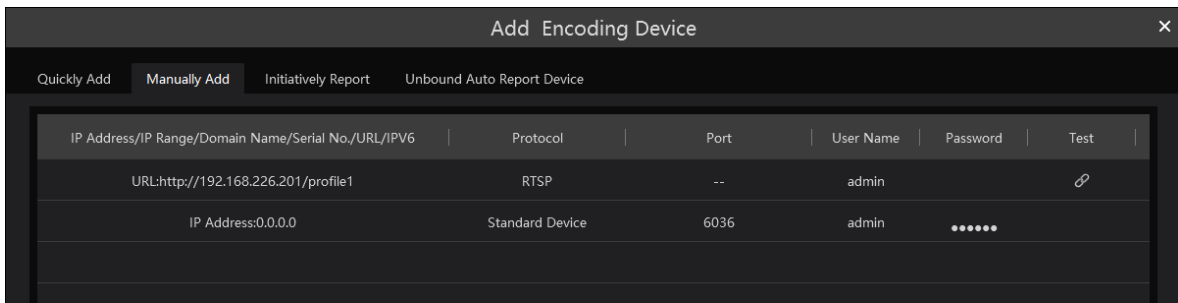 Add Encoding Device ×
Quickly Add Manually Add Initiatively Report Unbound Auto Report Device
IP Address/IP Range/Domain Name/Serial No./URL/IPV6 Protocol Port User Name Password Test
URL:http://192.168.226.201/profile1 RTSP -- admin
IP Address:0.0.0.0 Standard Device 6036 admin ●●●●●●